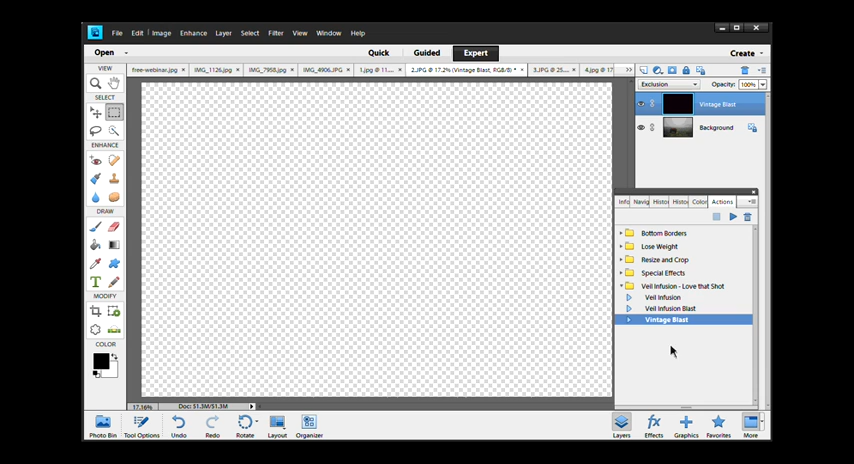 File Edit Image Enhance Layer Select Filter View Window Help
Open Quick Guided Expert Create
VIEW
free-webinar.jpg × IMG_1126.jpg × IMG_7958.jpg × IMG_4906.JPG × 1.jpg @ 11.... × 2.JPG @ 17.2% (Vintage Blast, RGB/8) * × 3.JPG @ 25.... × 4.jpg @ 17 >>
Exclusion Opacity: 100%
SELECT
Vintage Blast
Background
ENHANCE
Info Navig Histo Histo Color Actions
DRAW
Bottom Borders
Lose Weight
Resize and Crop
Special Effects
Veil Infusion - Love that Shot
Veil Infusion
Veil Infusion Blast
Vintage Blast
MODIFY
COLOR
17.16% Doc: 51.3M/51.3M
Photo Bin Tool Options Undo Redo Rotate Layout Organizer Layers Effects Graphics Favorites More